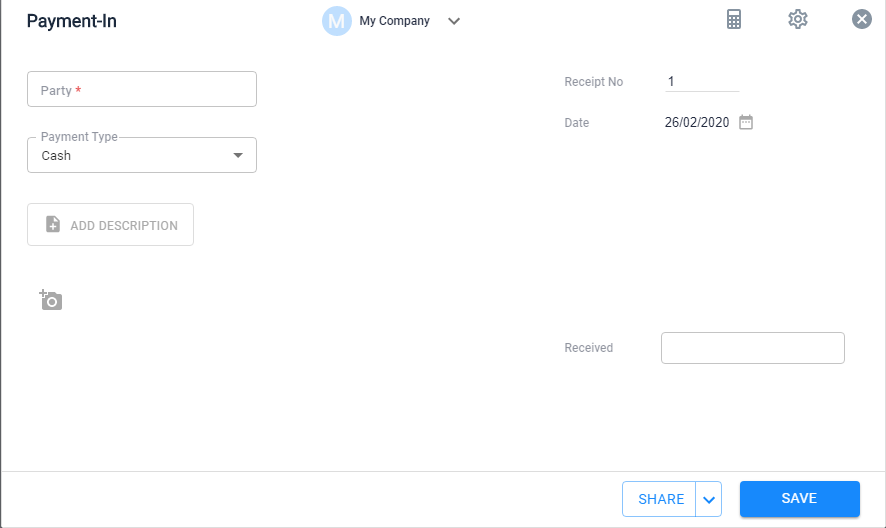 Payment-In
M My Company
Party *
Receipt No 1
Date 26/02/2020
Payment Type
Cash
ADD DESCRIPTION
Received
SHARE
SAVE